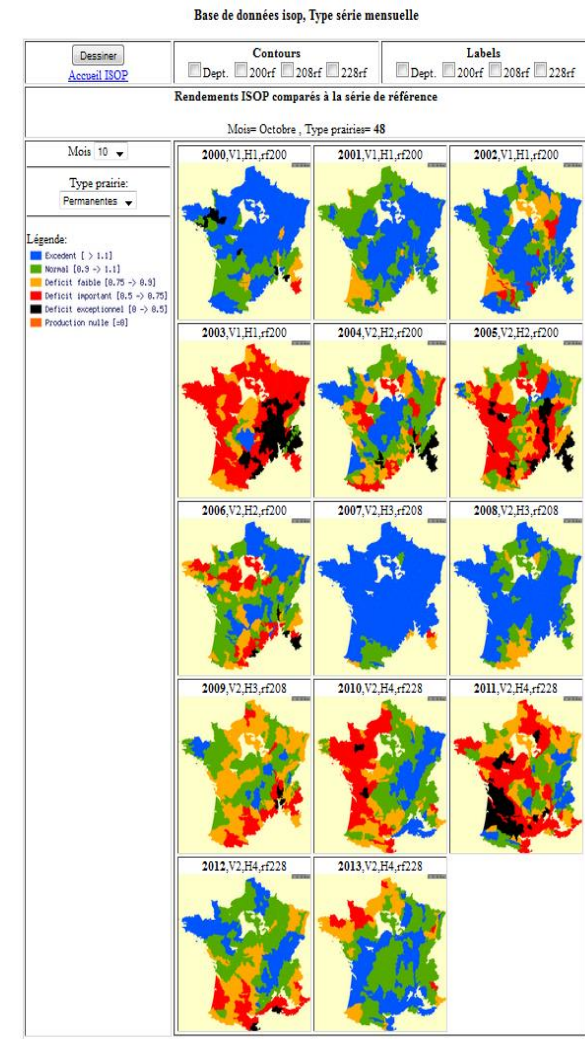 Base de données isop, Type série mensuelle
Dessiner
Accueil ISOP
Contours
Dept. 200rf 208rf 228rf
Labels
Dept. 200rf 208rf 228rf
Rendements ISOP comparés à la série de référence
Mois= Octobre , Type prairies= 48
Mois 10
Type prairie:
Permanentes
Légende:
Excedent [ > 1.1]
Normal [0.9 -> 1.1]
Deficit faible [0.75 -> 0.9]
Deficit important [0.5 -> 0.75]
Deficit exceptionnel [0 -> 0.5]
Production nulle [=0]
2000,V1,H1,rf200
2001,V1,H1,rf200
2002,V1,H1,rf200
2003,V1,H1,rf200
2004,V2,H2,rf200
2005,V2,H2,rf200
2006,V2,H2,rf200
2007,V2,H3,rf208
2008,V2,H3,rf208
2009,V2,H3,rf208
2010,V2,H4,rf228
2011,V2,H4,rf228
2012,V2,H4,rf228
2013,V2,H4,rf228